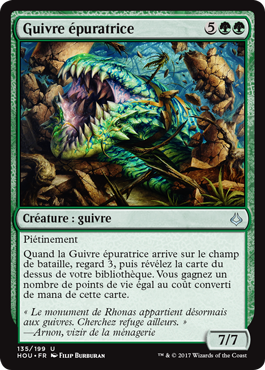 Guivre épuratrice 5
Créature : guivre
Piétinement
Quand la Guivre épuratrice arrive sur le champ
de bataille, regard 3, puis révélez la carte du
dessus de votre bibliothèque. Vous gagnez un
nombre de points de vie égal au coût converti
de mana de cette carte.
« Le monument de Rhonas appartient désormais
aux guivres. Cherchez refuge ailleurs. »
—Arnon, vizir de la ménagerie
7/7
135/199 U
HOU • FR Filip Burburan
™ & © 2017 Wizards of the Coast